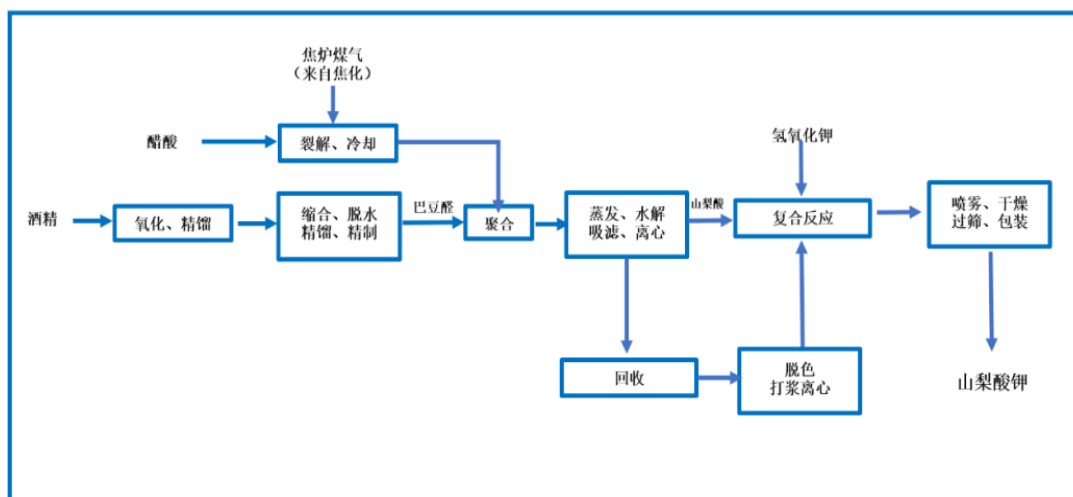 焦炉煤气
（来自焦化）
醋酸
裂解、冷却
氢氧化钾
酒精
氧化、精馏
缩合、脱水
精馏、精制
巴豆醛
聚合
蒸发、水解
吸滤、离心
山梨酸
复合反应
喷雾、干燥
过筛、包装
回收
脱色
打浆离心
山梨酸钾